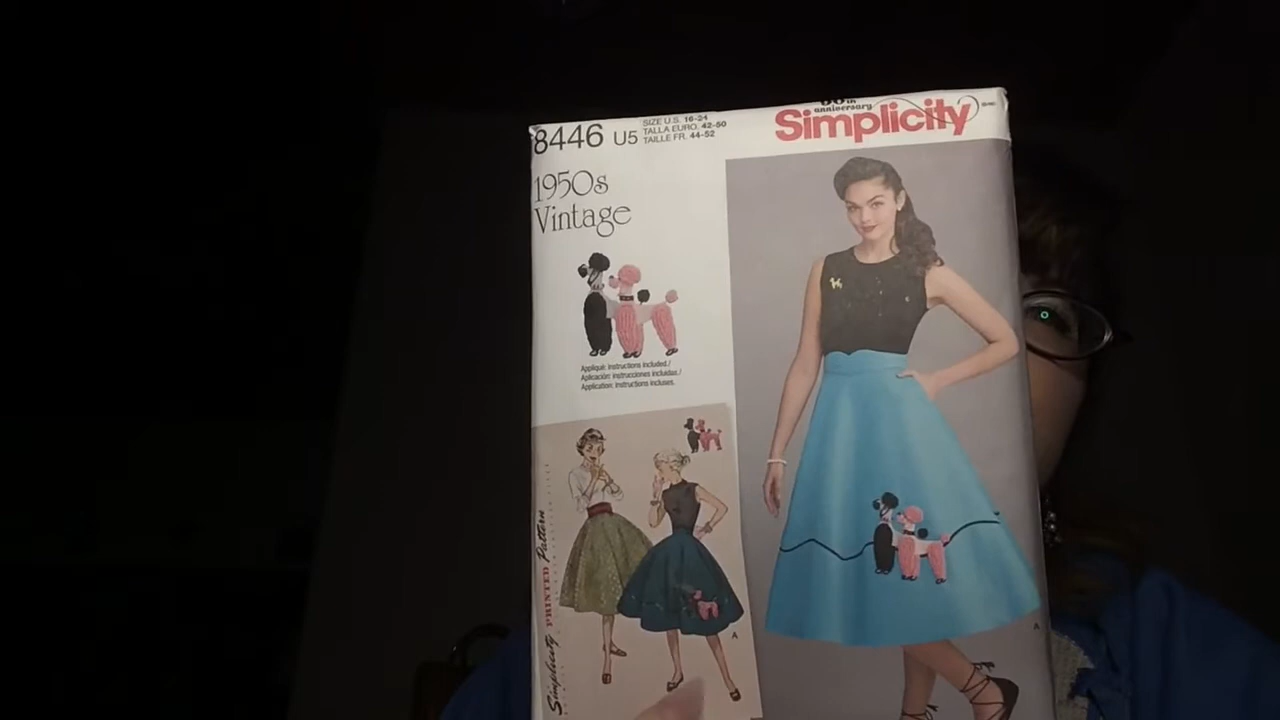 8446 U5
SIZE U.S. 16-24
TALLA EURO. 42-50
TAILLE FR. 44-52
anniversary
Simplicity
1950s
Vintage
Appliqué: Instructions included./
Aplicación: instrucciones incluidas./
Application: instructions incluses.
Simplicity PRINTED Pattern
A
A